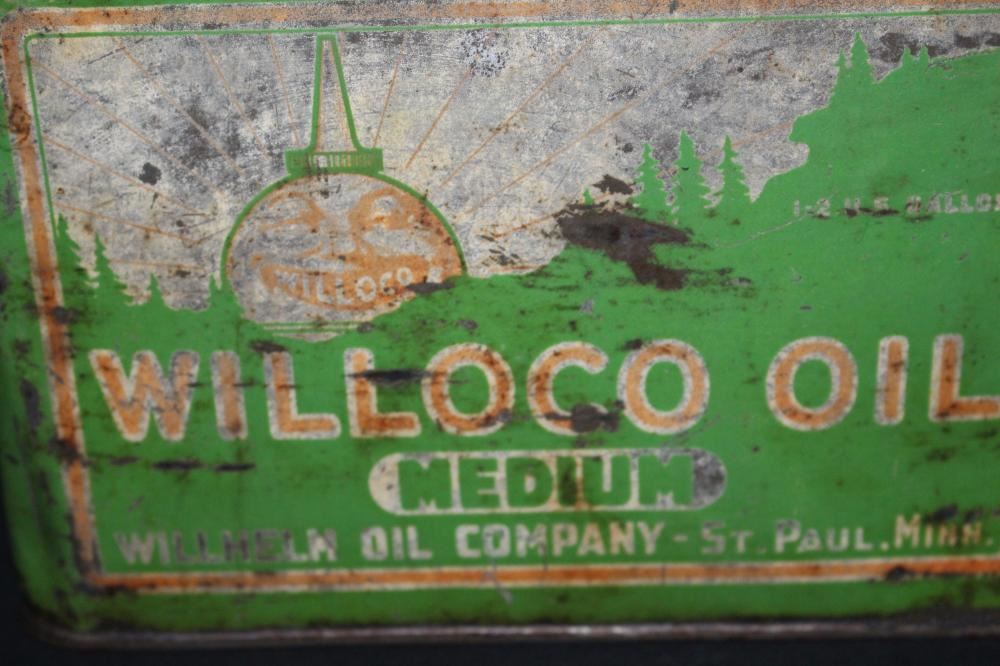 1-2 U.S. GALLO
WILLOCO
WILLOCO OIL
MEDIUM
WILLHELM OIL COMPANY-ST. PAUL. MINN.